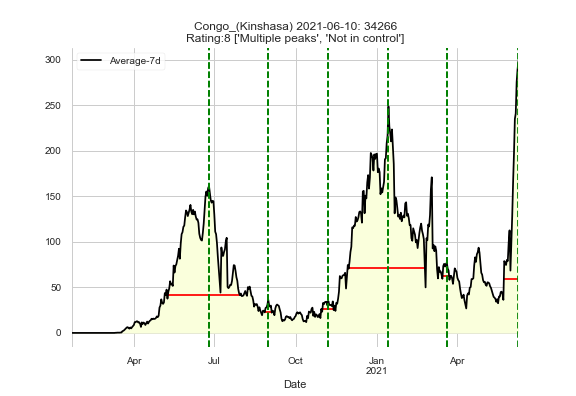 Congo_(Kinshasa) 2021-06-10: 34266
Rating:8 ['Multiple peaks', 'Not in control']
Average-7d
300
250
200
150
100
50
0
Apr
Jul
Oct
Jan
2021
Apr
Date